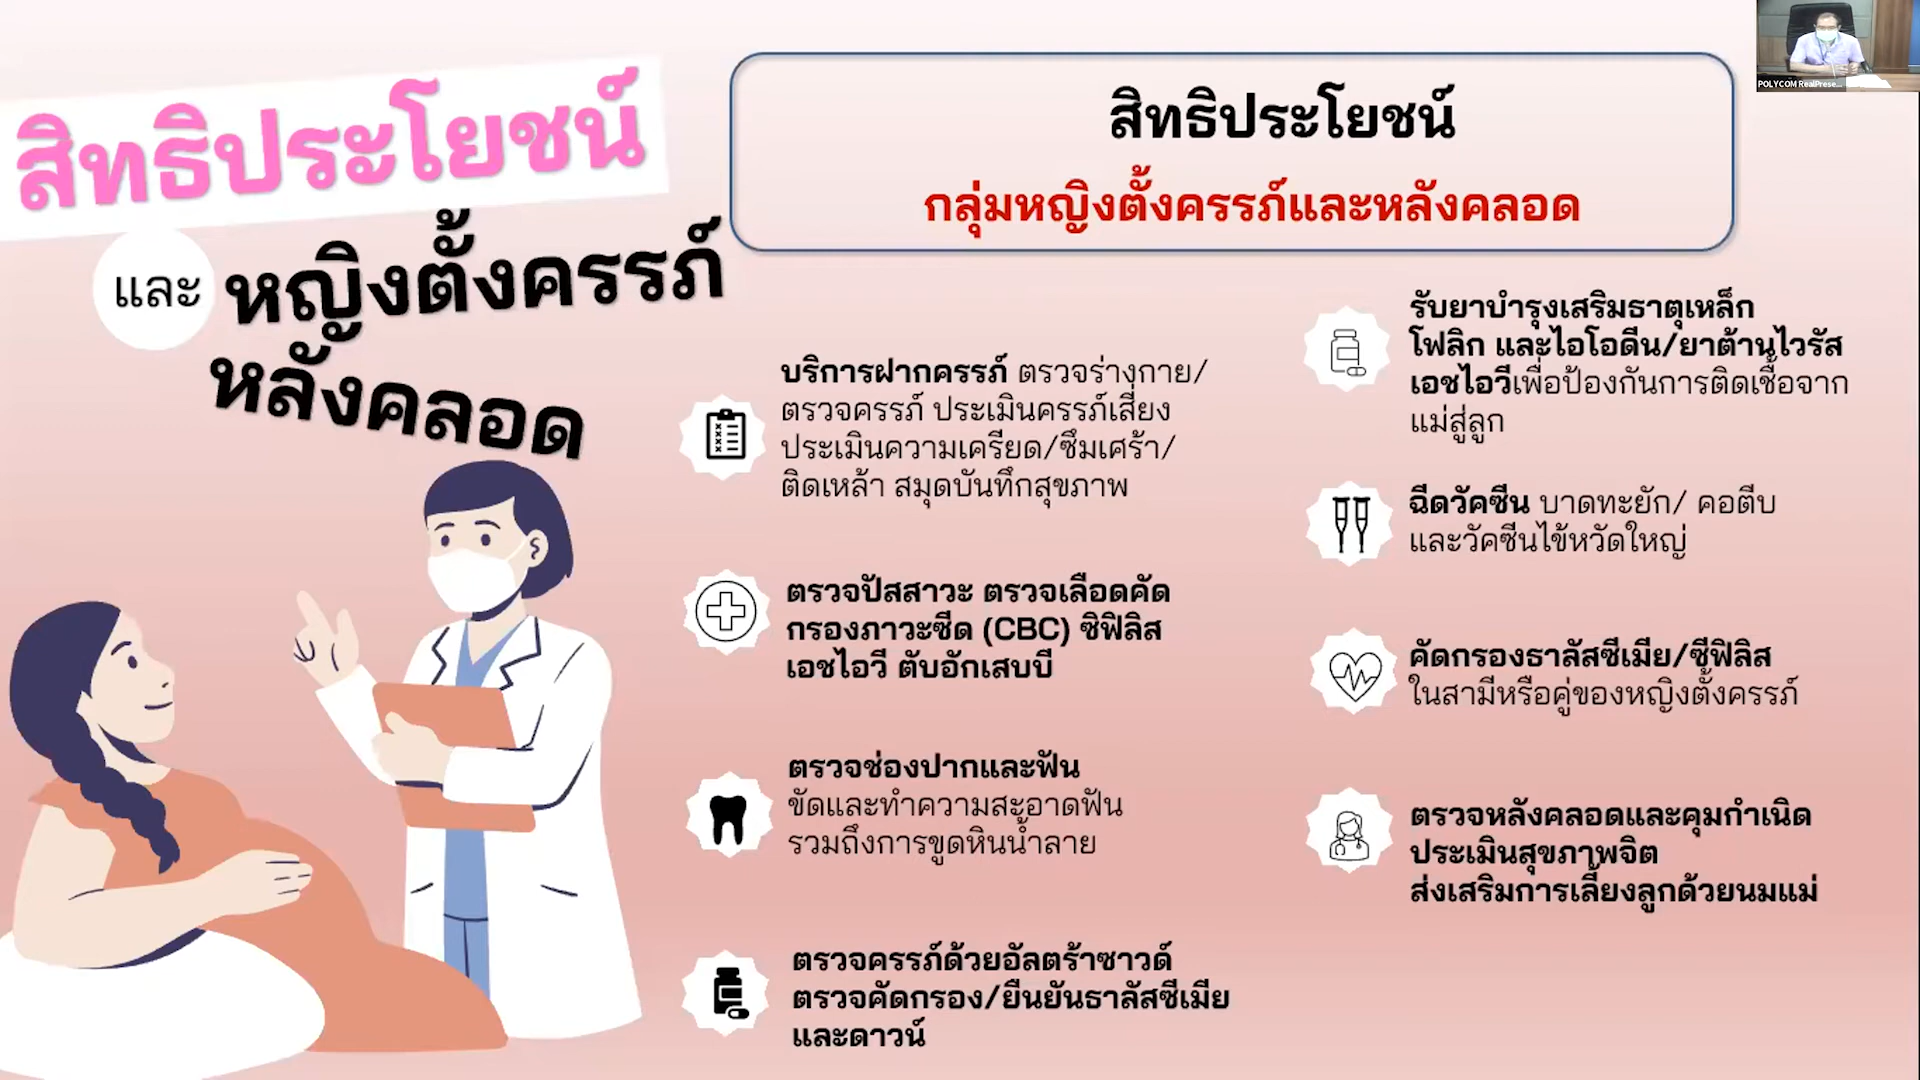 สิทธิประโยชน์
และ หญิงตั้งครรภ์
หลังคลอด
สิทธิประโยชน์
กลุ่มหญิงตั้งครรภ์และหลังคลอด
บริการฝากครรภ์ ตรวจร่างกาย/
ตรวจครรภ์ ประเมินครรภ์เสี่ยง
ประเมินความเครียด/ซึมเศร้า/
ติดเหล้า สมุดบันทึกสุขภาพ
ตรวจปัสสาวะ ตรวจเลือดคัด
กรองภาวะซีด (CBC) ซิฟิลิส
เอชไอวี ตับอักเสบบี
ตรวจช่องปากและฟัน
ขัดและทำความสะอาดฟัน
รวมถึงการขูดหินน้ำลาย
ตรวจครรภ์ด้วยอัลตร้าซาวด์
ตรวจคัดกรอง/ยืนยันธาลัสซีเมีย
และดาวน์
รับยาบำรุงเสริมธาตุเหล็ก
โฟลิก และไอโอดีน/ยาต้านไวรัส
เอชไอวีเพื่อป้องกันการติดเชื้อจาก
แม่สู่ลูก
ฉีดวัคซีน บาดทะยัก/ คอตีบ
และวัคซีนไข้หวัดใหญ่
คัดกรองธาลัสซีเมีย/ซีฟิลิส
ในสามีหรือคู่ของหญิงตั้งครรภ์
ตรวจหลังคลอดและคุมกำเนิด
ประเมินสุขภาพจิต
ส่งเสริมการเลี้ยงลูกด้วยนมแม่
POLYCOM RealPrese...